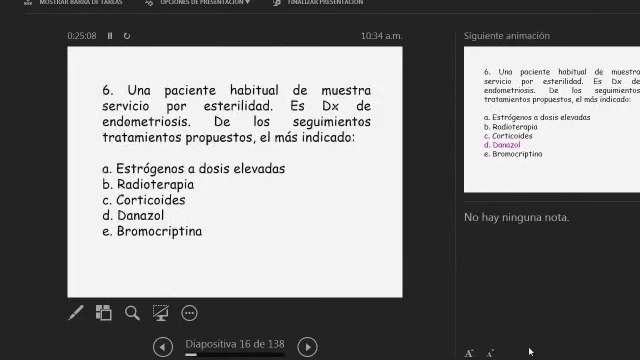 MOSTRAR BARRA DE TAREAS OPCIONES DE PRESENTACIÓN FINALIZAR PRESENTACIÓN
0:25:08 10:34 a.m.
6. Una paciente habitual de muestra
servicio por esterilidad. Es Dx de
endometriosis. De los seguimientos
tratamientos propuestos, el más indicado:
a. Estrógenos a dosis elevadas
b. Radioterapia
c. Corticoides
d. Danazol
e. Bromocriptina
Diapositiva 16 de 138
Siguiente animación
6. Una paciente habitual de muestra
servicio por esterilidad. Es Dx de
endometriosis. De los seguimientos
tratamientos propuestos, el más indicado:
a. Estrógenos a dosis elevadas
b. Radioterapia
c. Corticoides
d. Danazol
e. Bromocriptina
No hay ninguna nota.
A A